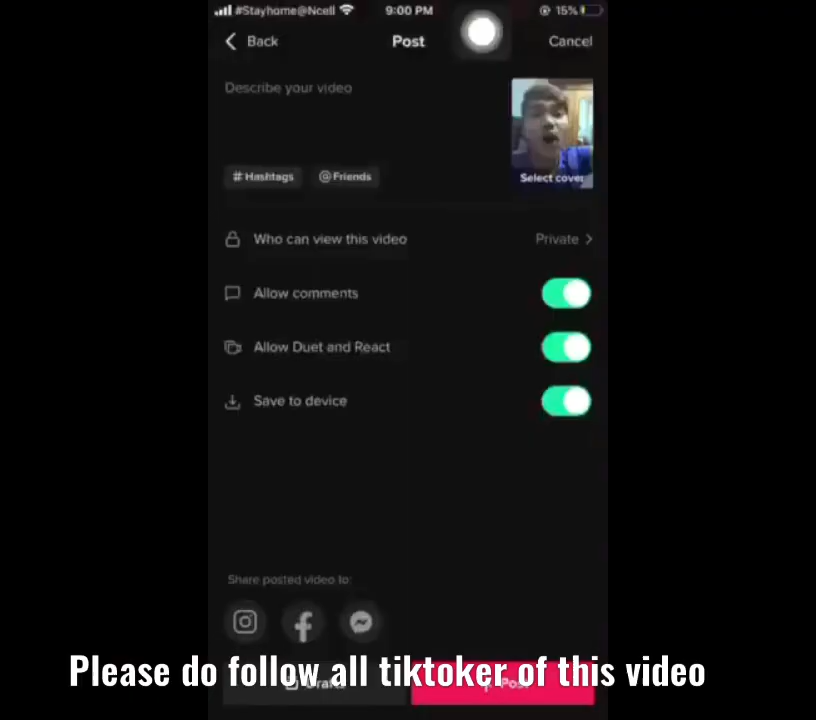 #Stayhome@Ncell 9:00 PM 15%
Back Post Cancel
Describe your video
# Hashtags @ Friends
Select cover
Who can view this video Private
Allow comments
Allow Duet and React
Save to device
Share posted video to:
Please do follow all tiktoker of this video
Drafts Post